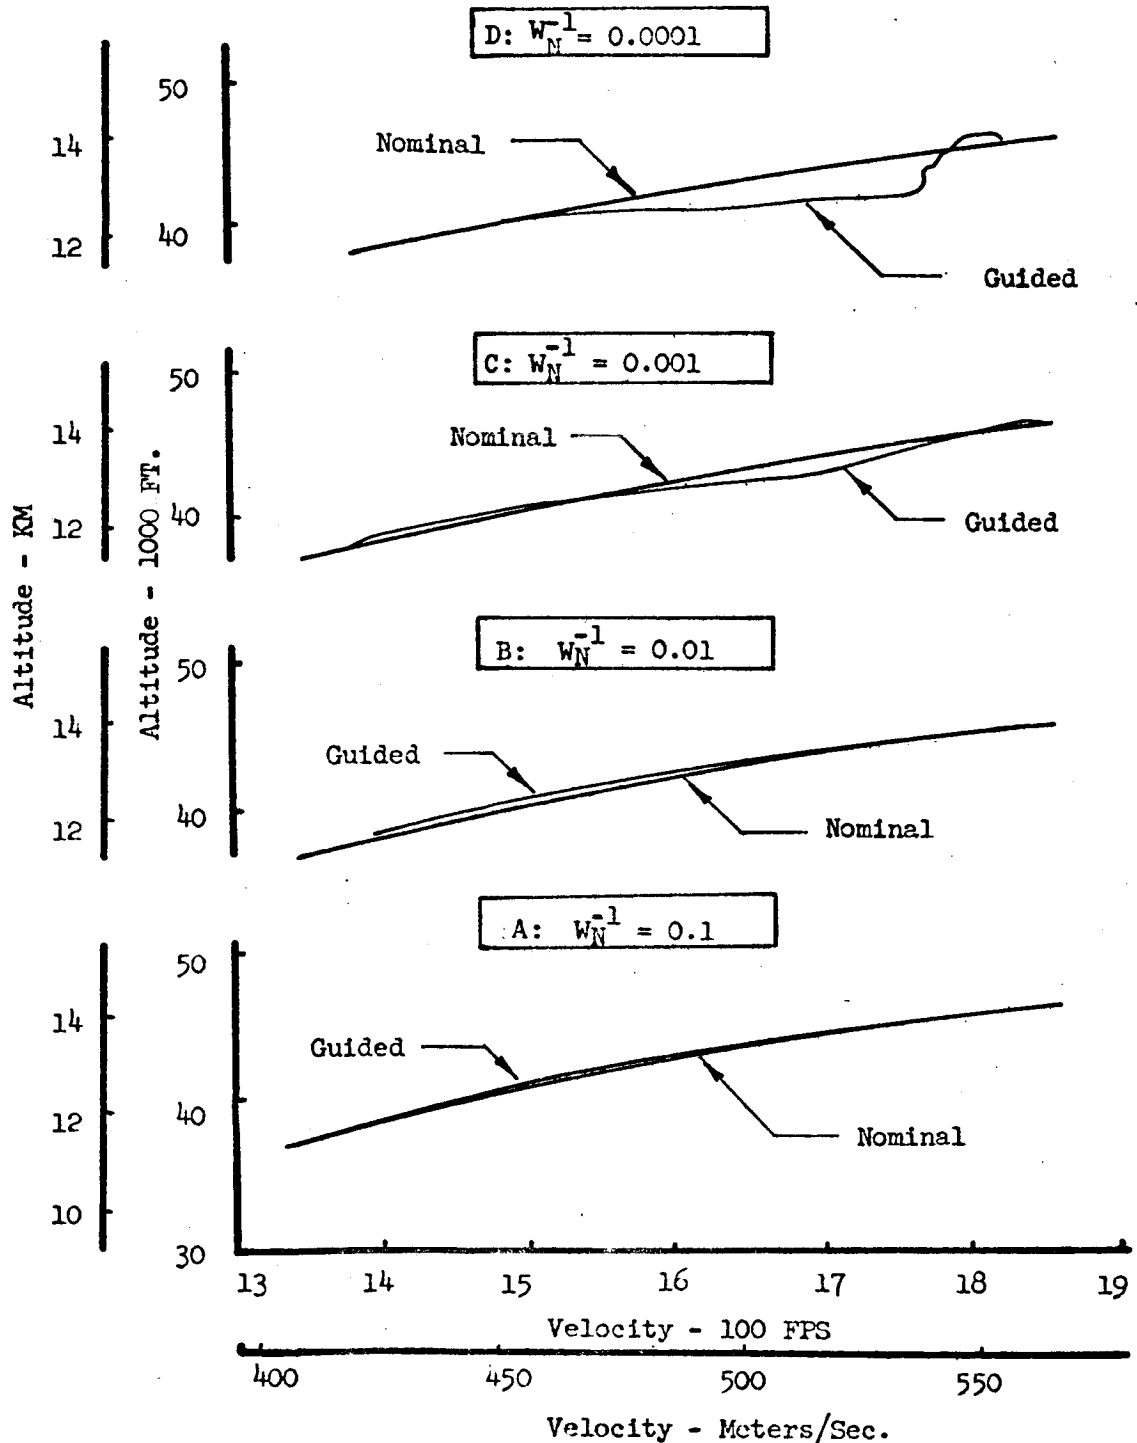 D: W_N^-1 = 0.0001
50
14
Nominal
40
12
Guided
C: W_N^-1 = 0.001
50
14
Nominal
40
12
Guided
B: W_N^-1 = 0.01
50
14
Guided
40
12
Nominal
A: W_N^-1 = 0.1
50
14
Guided
40
12
Nominal
10
30
Altitude - KM
Altitude - 1000 FT.
13 14 15 16 17 18 19
Velocity - 100 FPS
400 450 500 550
Velocity - Meters/Sec.